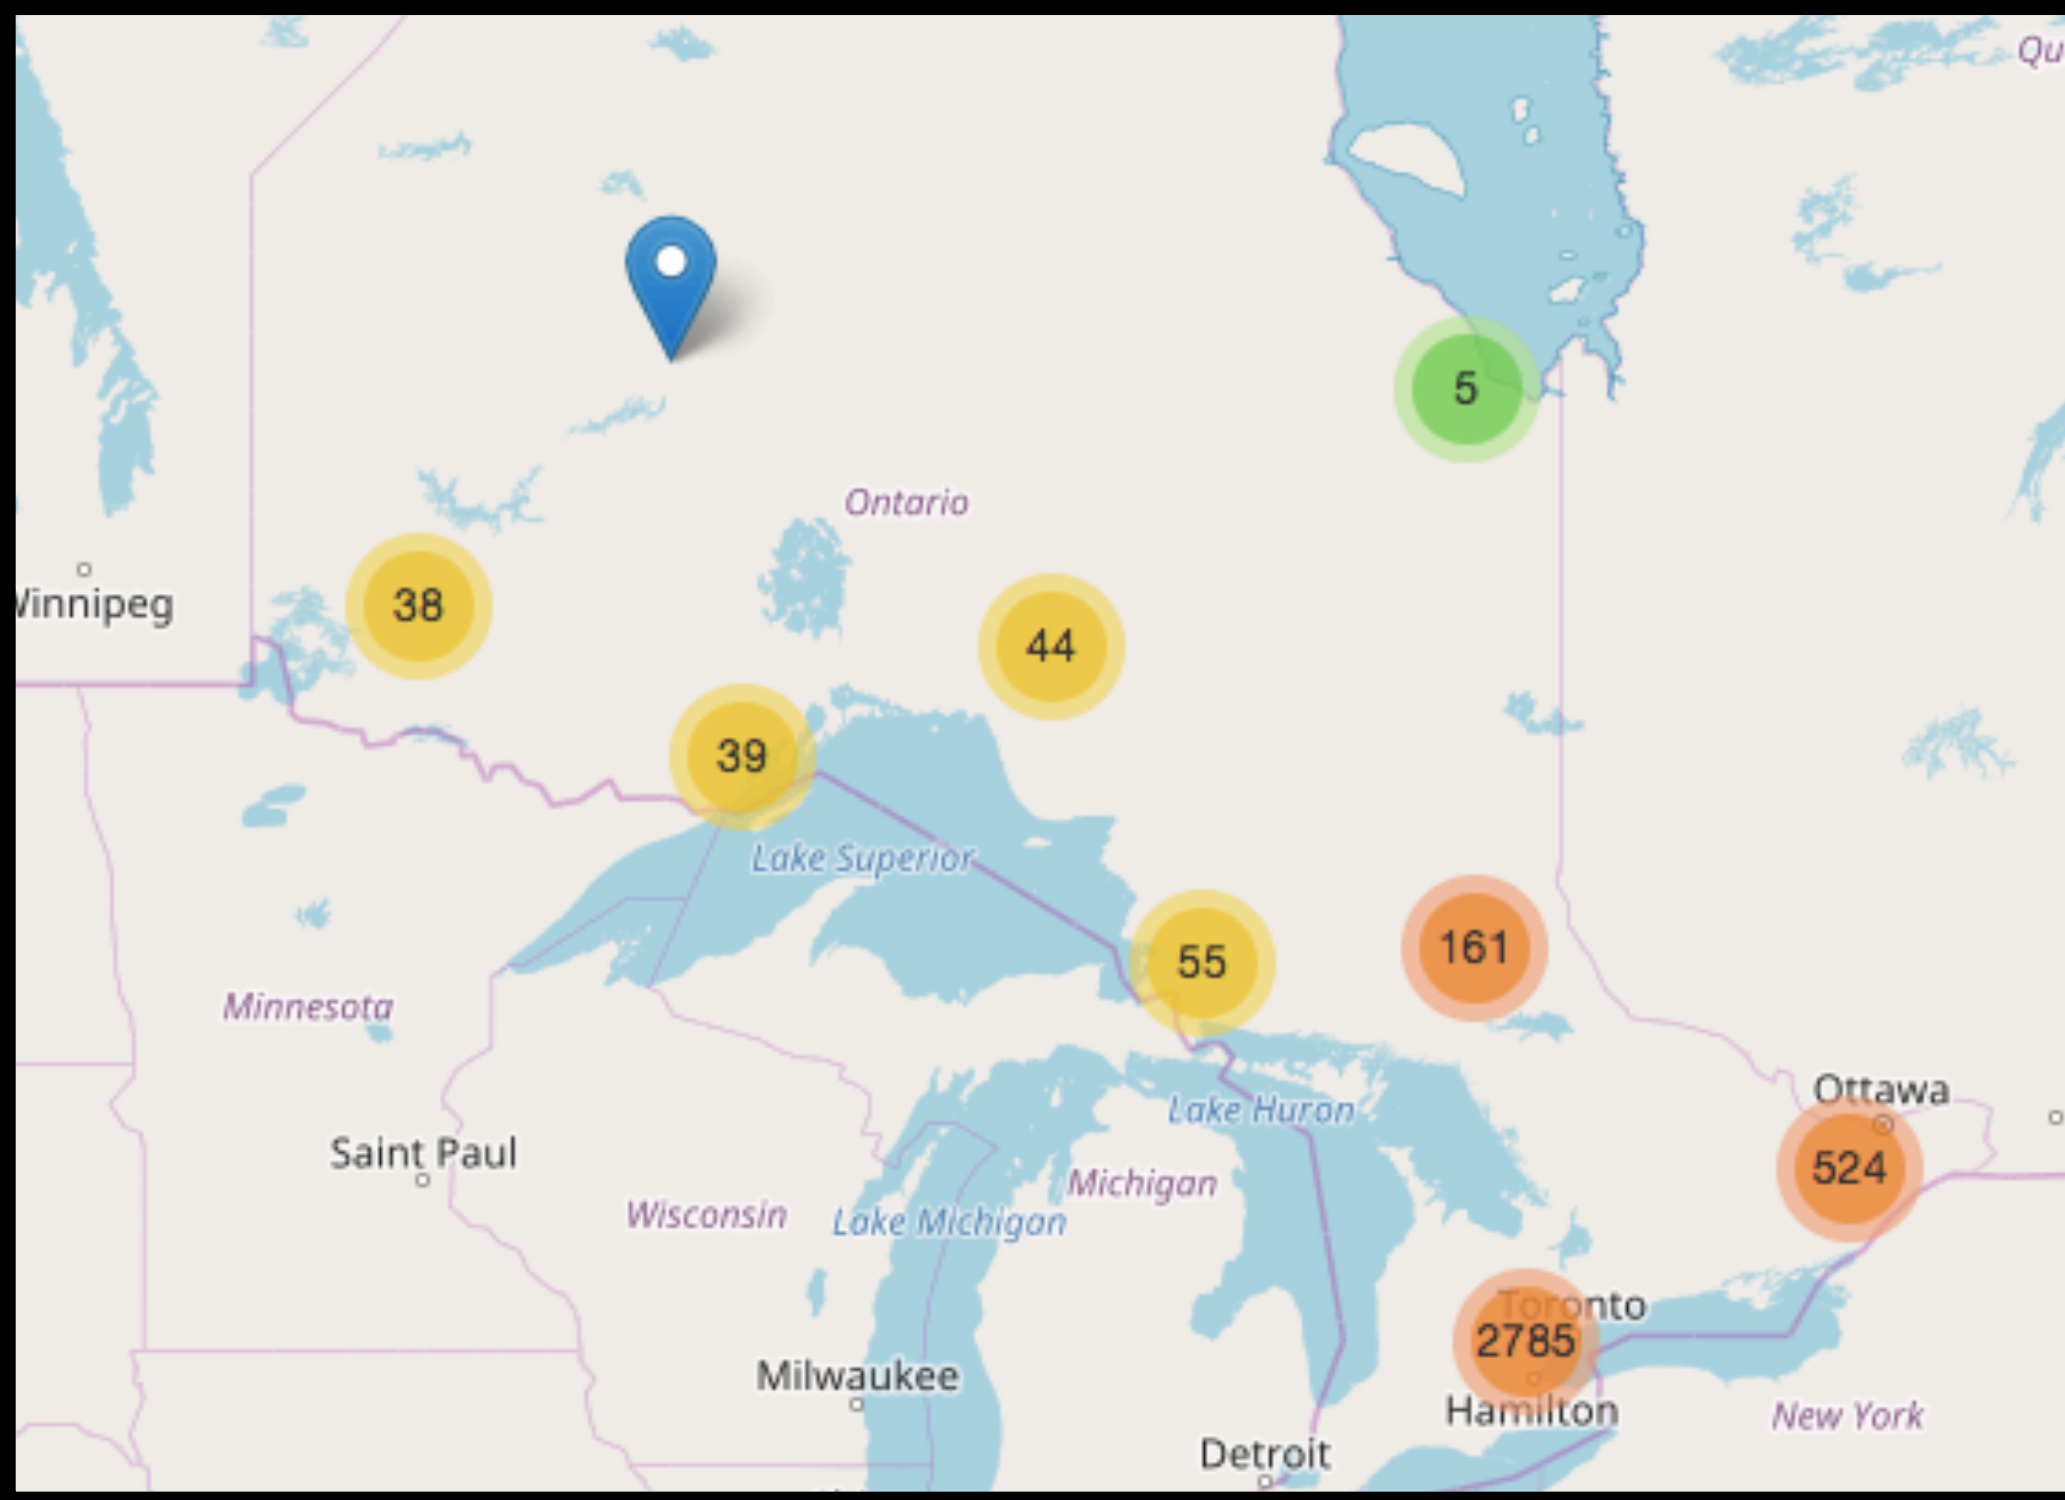 Qu
5
Ontario
Winnipeg
38
44
39
Lake Superior
55
161
Minnesota
Ottawa
Lake Huron
Saint Paul
524
Michigan
Wisconsin
Lake Michigan
Toronto
2785
Milwaukee
Hamilton
New York
Detroit